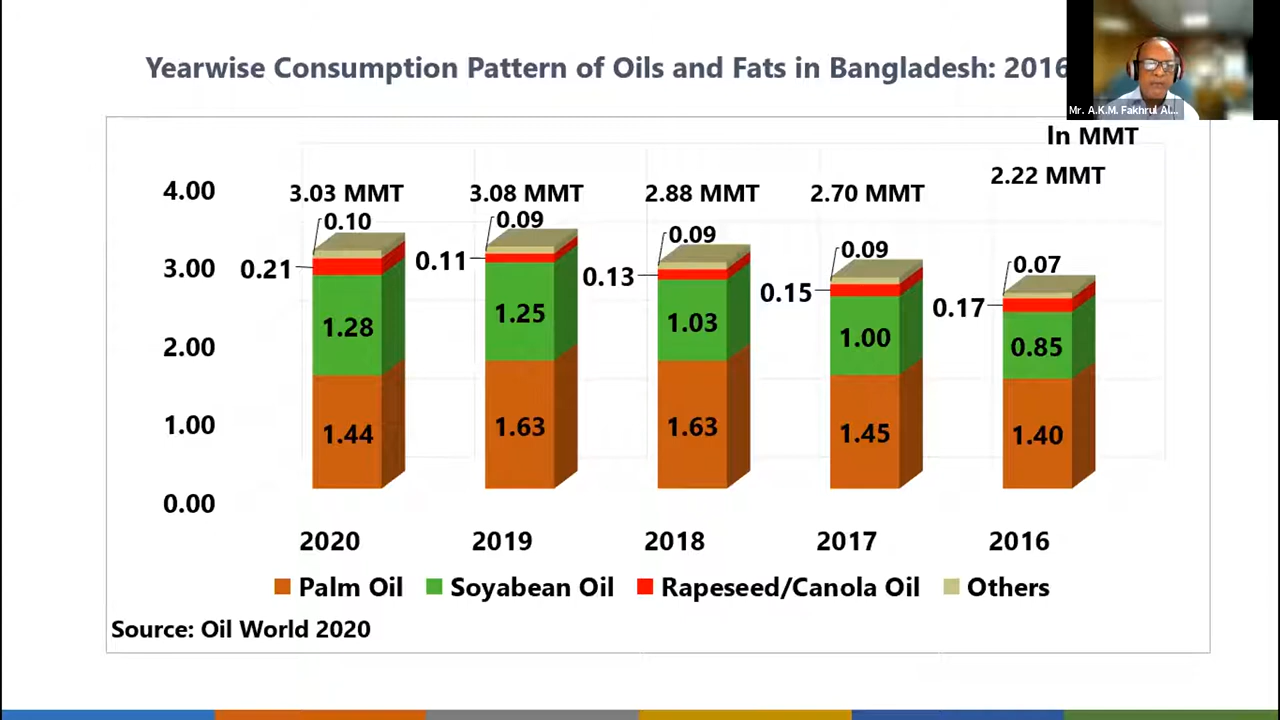 Yearwise Consumption Pattern of Oils and Fats in Bangladesh: 2016
Mr. A.K.M. Fakhrul Al...
In MMT
3.03 MMT
3.08 MMT
2.88 MMT
2.70 MMT
2.22 MMT
4.00
3.00
2.00
1.00
0.00
0.10
0.21
1.28
1.44
0.09
0.11
1.25
1.63
0.09
0.13
1.03
1.63
0.09
0.15
1.00
1.45
0.07
0.17
0.85
1.40
2020
2019
2018
2017
2016
Palm Oil
Soyabean Oil
Rapeseed/Canola Oil
Others
Source: Oil World 2020